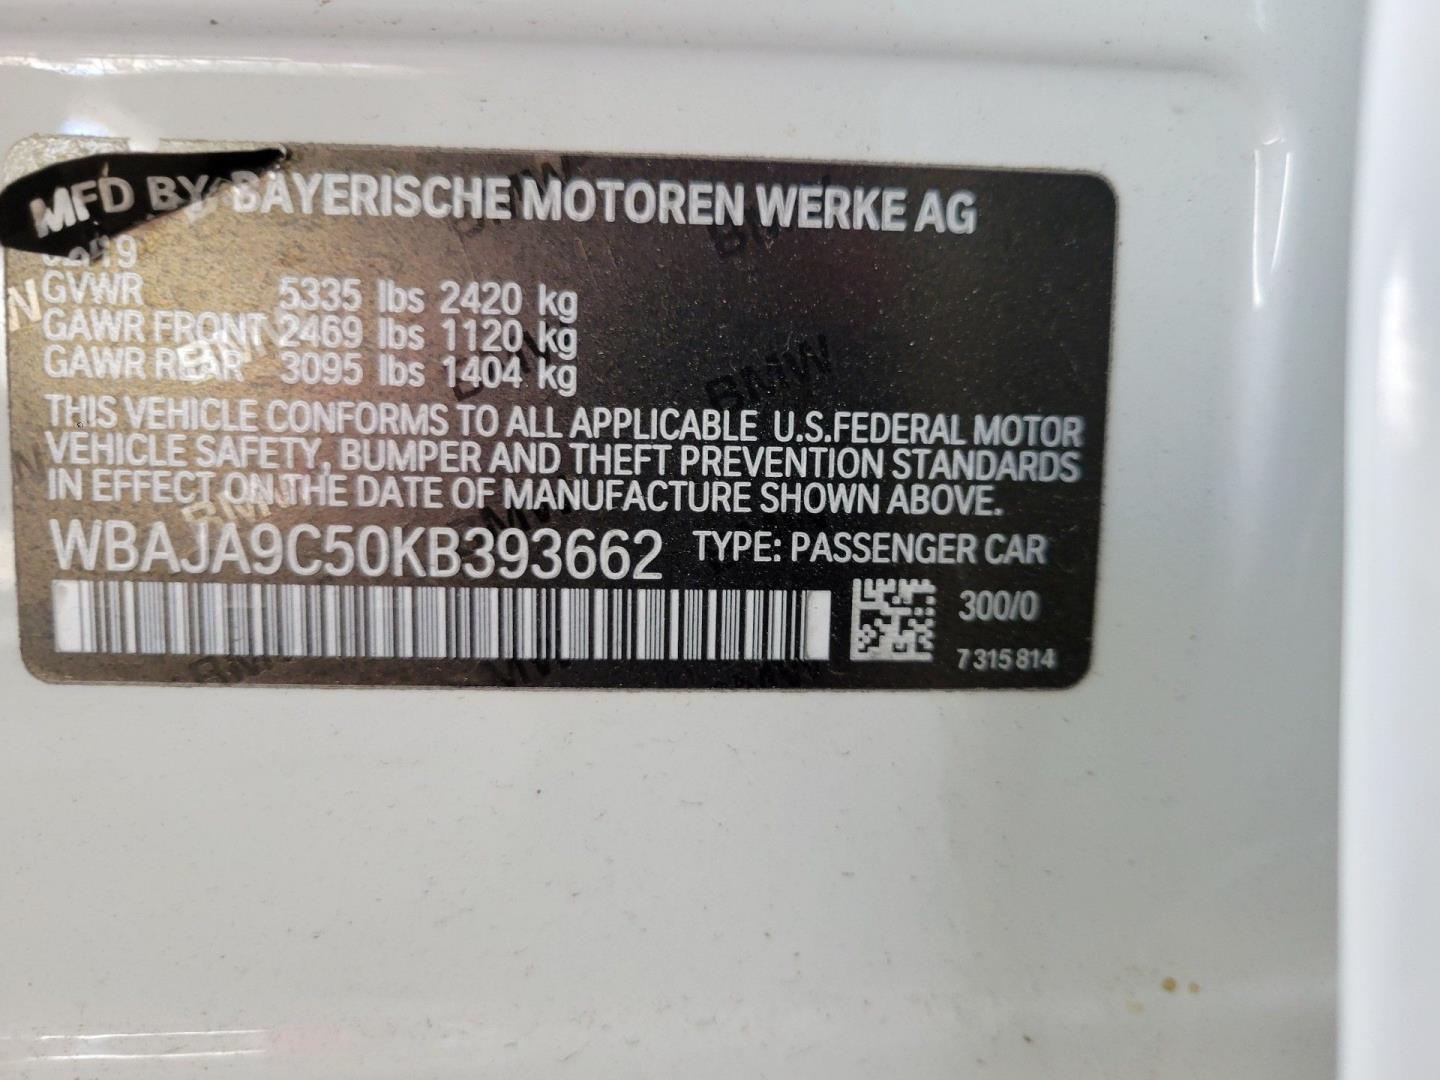 MFD BY BAYERISCHE MOTOREN WERKE AG
GVWR 5335 lbs 2420 kg
GAWR FRONT 2469 lbs 1120 kg
GAWR REAR 3095 lbs 1404 kg
THIS VEHICLE CONFORMS TO ALL APPLICABLE U.S.FEDERAL MOTOR
VEHICLE SAFETY, BUMPER AND THEFT PREVENTION STANDARDS
IN EFFECT ON THE DATE OF MANUFACTURE SHOWN ABOVE.
WBAJA9C50KB393662 TYPE: PASSENGER CAR
300/0
7 315 814